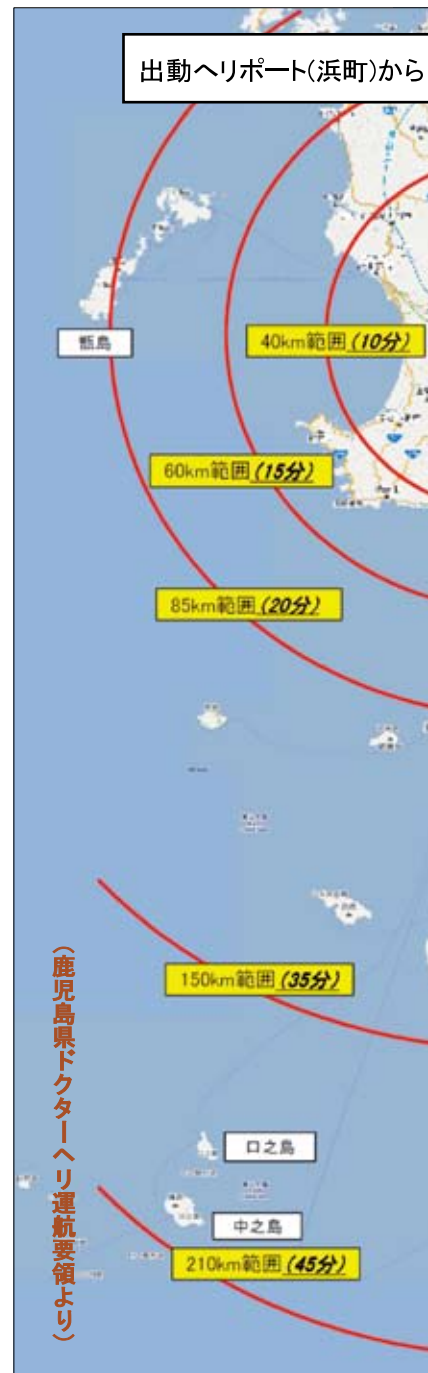 出動ヘリポート(浜町)から
甑島
40km範囲(10分)
60km範囲(15分)
85km範囲(20分)
150km範囲(35分)
口之島
中之島
210km範囲(45分)
(鹿児島県ドクターヘリ運航要領より)